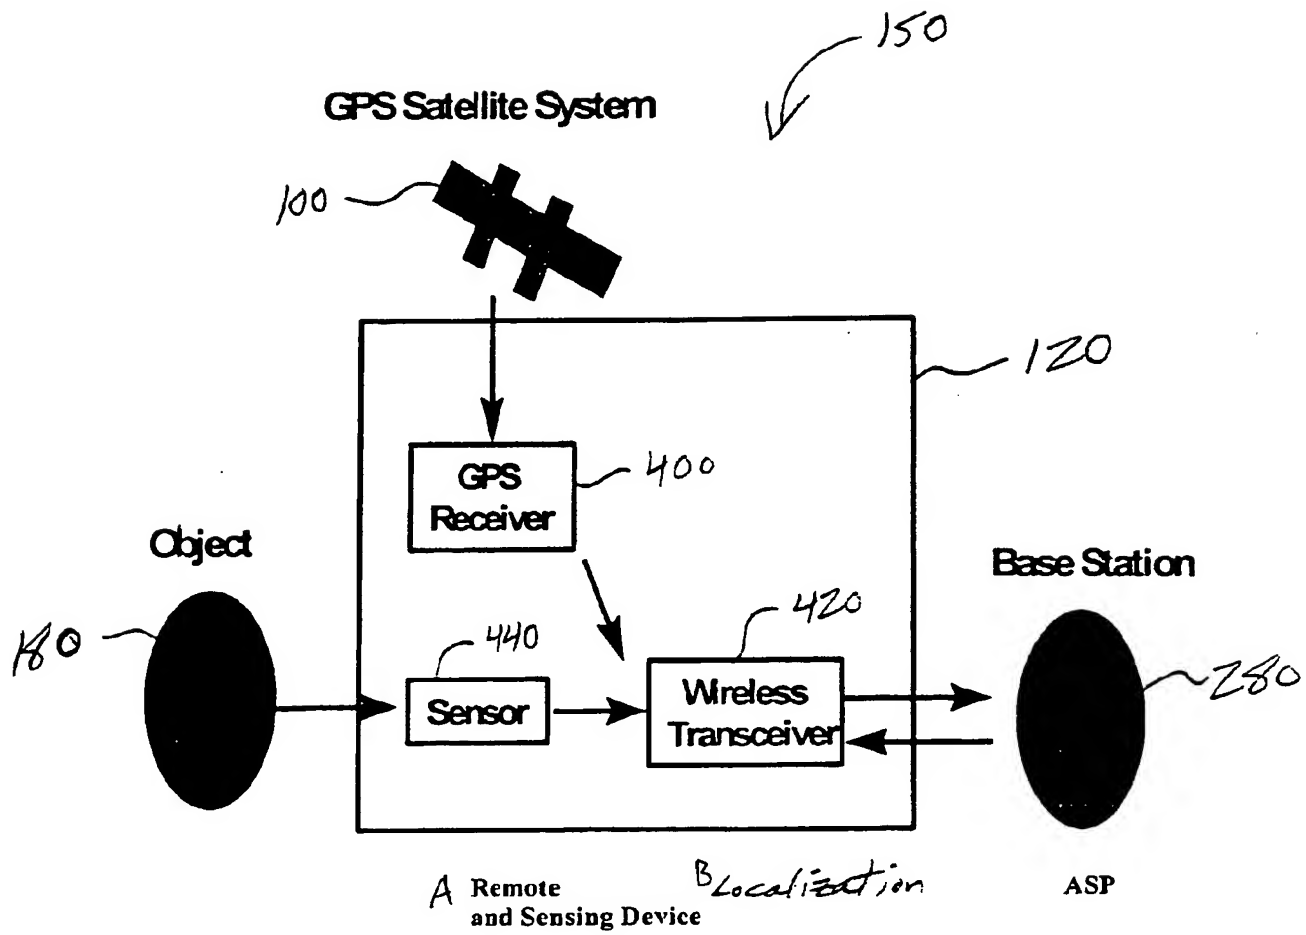 150
GPS Satellite System
100
120
GPS
Receiver
400
Object
Base Station
180
440
420
280
Sensor
Wireless
Transceiver
A Remote
and Sensing Device
B Localization
ASP